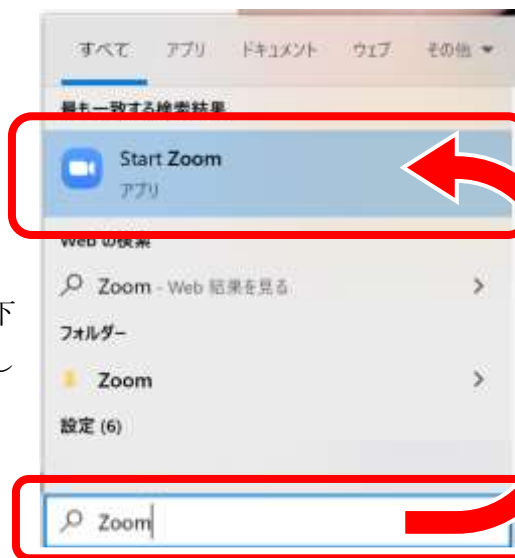 すべて アプリ ドキュメント ウェブ その他
最も一致する検索結果
Start Zoom
アプリ
Web の検索
Zoom - Web 結果を見る
下
フォルダー
し
Zoom
設定 (6)
Zoom